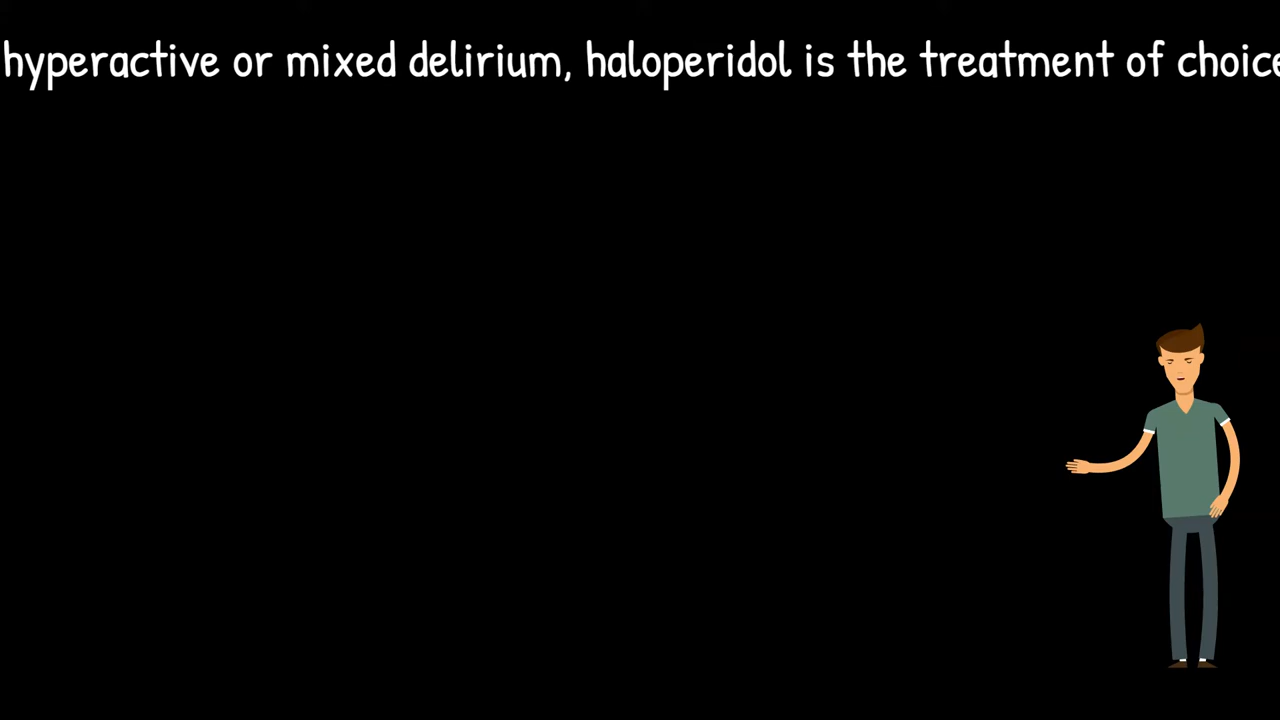 hyperactive or mixed delirium, haloperidol is the treatment of choice